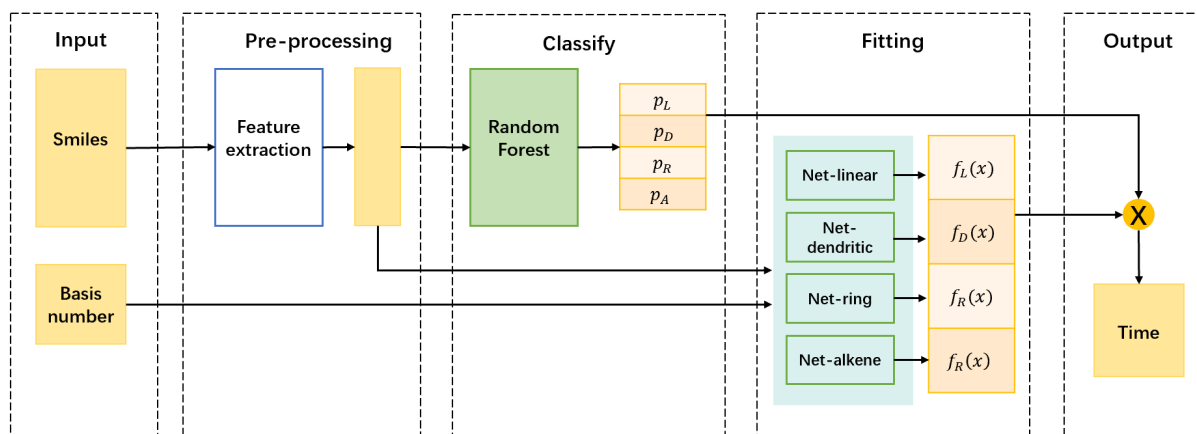 Input
Smiles
Basis
number
Pre-processing
Feature
extraction
Classify
Random
Forest
p_L
p_D
p_R
p_A
Fitting
Net-linear
Net-
dendritic
Net-ring
Net-alkene
f_L(x)
f_D(x)
f_R(x)
f_R(x)
Output
X
Time